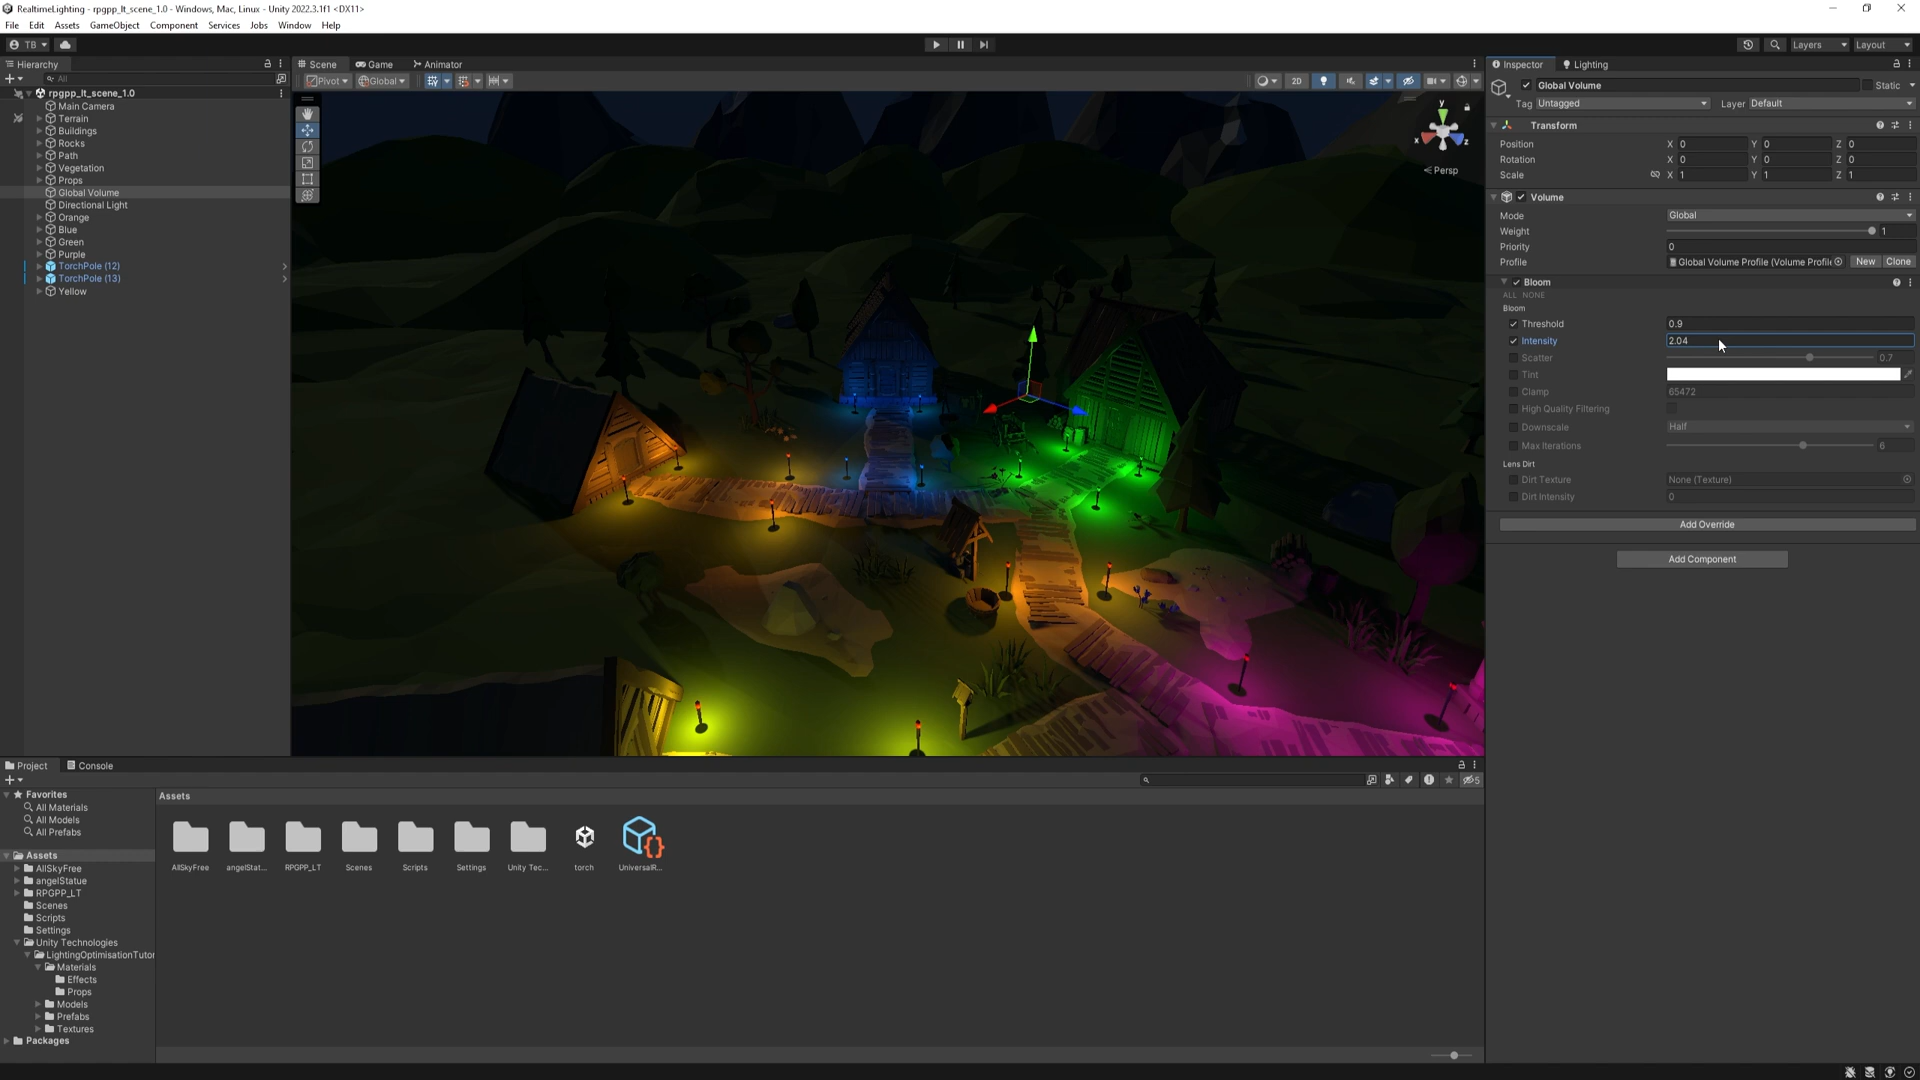 RealtimeLighting - rpgpp_lt_scene_1.0 - Windows, Mac, Linux - Unity 2022.3.1f1 <DX11>
File Edit Assets GameObject Component Services Jobs Window Help
TB
Layers Layout
Hierarchy
All
rpgpp_lt_scene_1.0
Main Camera
Terrain
Buildings
Rocks
Path
Vegetation
Props
Global Volume
Directional Light
Orange
Blue
Green
Purple
TorchPole (12)
TorchPole (13)
Yellow
Scene Game Animator
Pivot Global 2D
y
x z
Persp
Inspector Lighting
Global Volume Static
Tag Untagged Layer Default
Transform
Position X 0 Y 0 Z 0
Rotation X 0 Y 0 Z 0
Scale X 1 Y 1 Z 1
Volume
Mode Global
Weight 1
Priority 0
Profile Global Volume Profile (Volume Profile New Clone
Bloom
ALL NONE
Bloom
Threshold 0.9
Intensity 2.04
Scatter 0.7
Tint
Clamp 65472
High Quality Filtering
Downscale Half
Max Iterations 6
Lens Dirt
Dirt Texture None (Texture)
Dirt Intensity 0
Add Override
Add Component
Project Console
5
Favorites
All Materials
All Models
All Prefabs
Assets
AllSkyFree
angelStatue
RPGPP_LT
Scenes
Scripts
Settings
Unity Technologies
LightingOptimisationTutor
Materials
Effects
Props
Models
Prefabs
Textures
Packages
Assets
AllSkyFree angelStat... RPGPP_LT Scenes Scripts Settings Unity Tec... torch UniversalR...